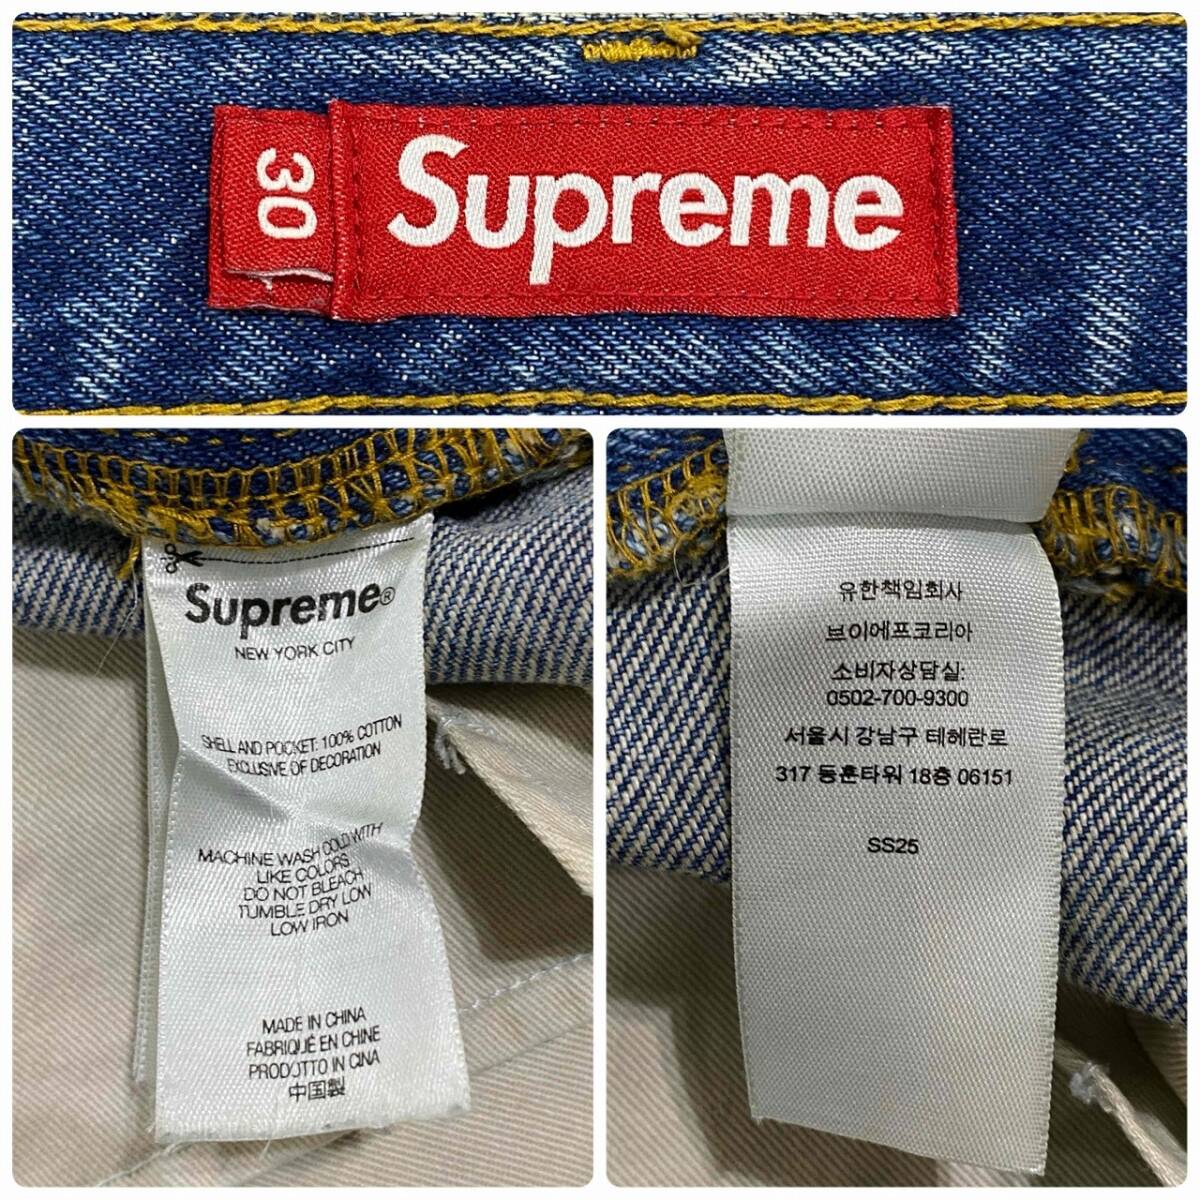 30
Supreme
Supreme®
NEW YORK CITY
SHELL AND POCKET: 100% COTTON
EXCLUSIVE OF DECORATION
MACHINE WASH COLD WITH
LIKE COLORS
DO NOT BLEACH
TUMBLE DRY LOW
LOW IRON
MADE IN CHINA
FABRIQUÉ EN CHINE
PRODOTTO IN CINA
中国製
유한책임회사
브이에프코리아
소비자상담실:
0502-700-9300
서울시 강남구 테헤란로
317 등훈타워 18층 06151
SS25